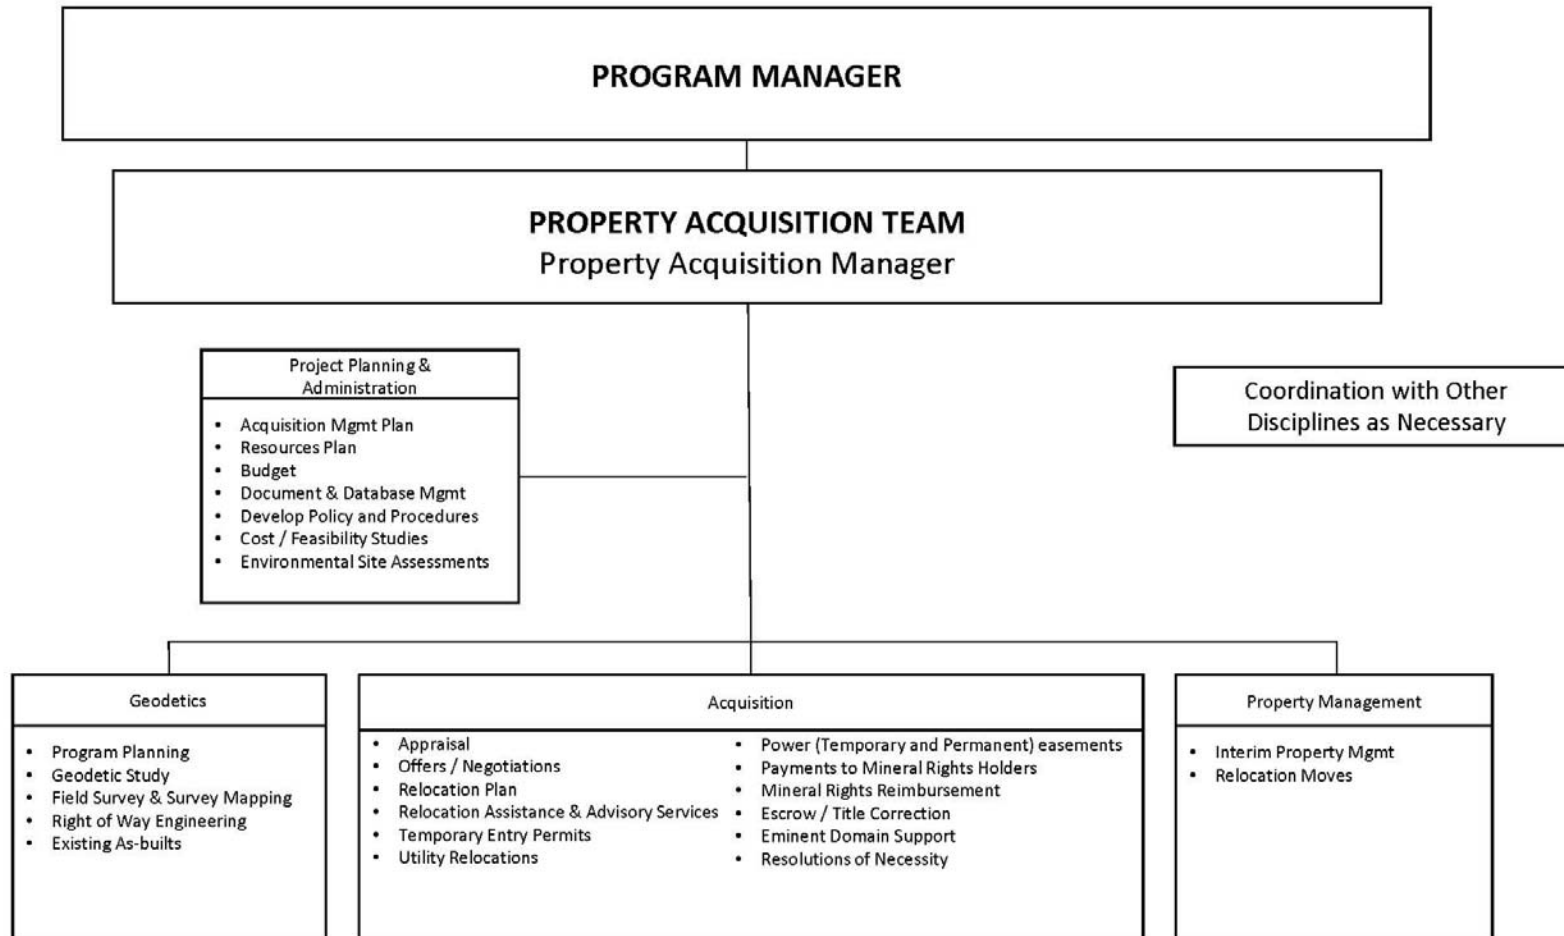 PROGRAM MANAGER
PROPERTY ACQUISITION TEAM
Property Acquisition Manager
Project Planning &
Administration
• Acquisition Mgmt Plan
• Resources Plan
• Budget
• Document & Database Mgmt
• Develop Policy and Procedures
• Cost / Feasibility Studies
• Environmental Site Assessments
Coordination with Other
Disciplines as Necessary
Geodetics
• Program Planning
• Geodetic Study
• Field Survey & Survey Mapping
• Right of Way Engineering
• Existing As-builts
Acquisition
• Appraisal
• Offers / Negotiations
• Relocation Plan
• Relocation Assistance & Advisory Services
• Temporary Entry Permits
• Utility Relocations
• Power (Temporary and Permanent) easements
• Payments to Mineral Rights Holders
• Mineral Rights Reimbursement
• Escrow / Title Correction
• Eminent Domain Support
• Resolutions of Necessity
Property Management
• Interim Property Mgmt
• Relocation Moves